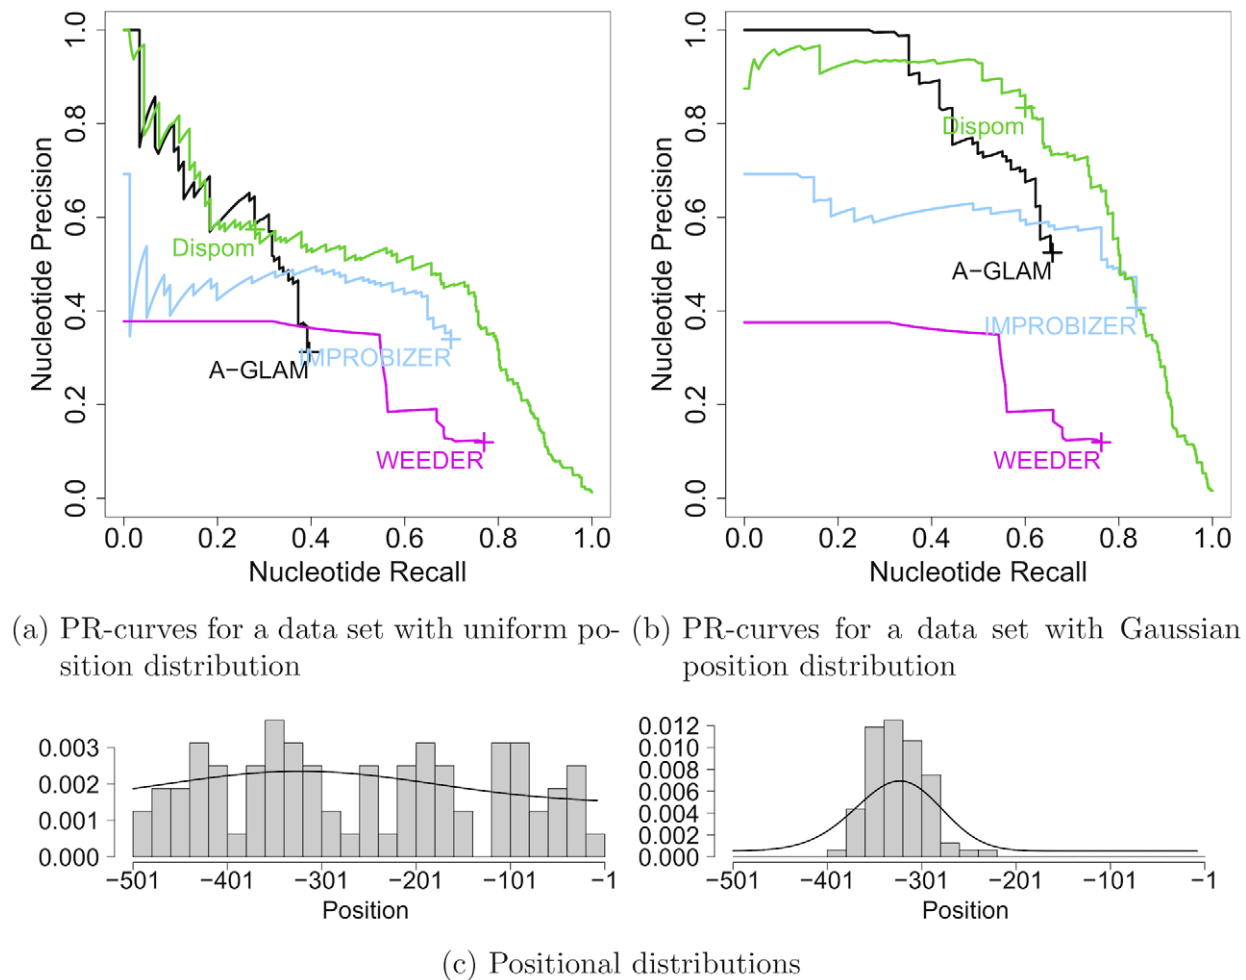 1.0
0.8
0.6
0.4
0.2
0.0
Nucleotide Precision
Dispom
A−GLAM
IMPROBIZER
WEEDER
0.0 0.2 0.4 0.6 0.8 1.0
Nucleotide Recall
1.0
0.8
0.6
0.4
0.2
0.0
Nucleotide Precision
Dispom
A−GLAM
IMPROBIZER
WEEDER
0.0 0.2 0.4 0.6 0.8 1.0
Nucleotide Recall
(a) PR-curves for a data set with uniform po-
sition distribution
(b) PR-curves for a data set with Gaussian
position distribution
0.003
0.002
0.001
0.000
−501 −401 −301 −201 −101 −1
Position
0.012
0.010
0.008
0.006
0.004
0.002
0.000
−501 −401 −301 −201 −101 −1
Position
(c) Positional distributions